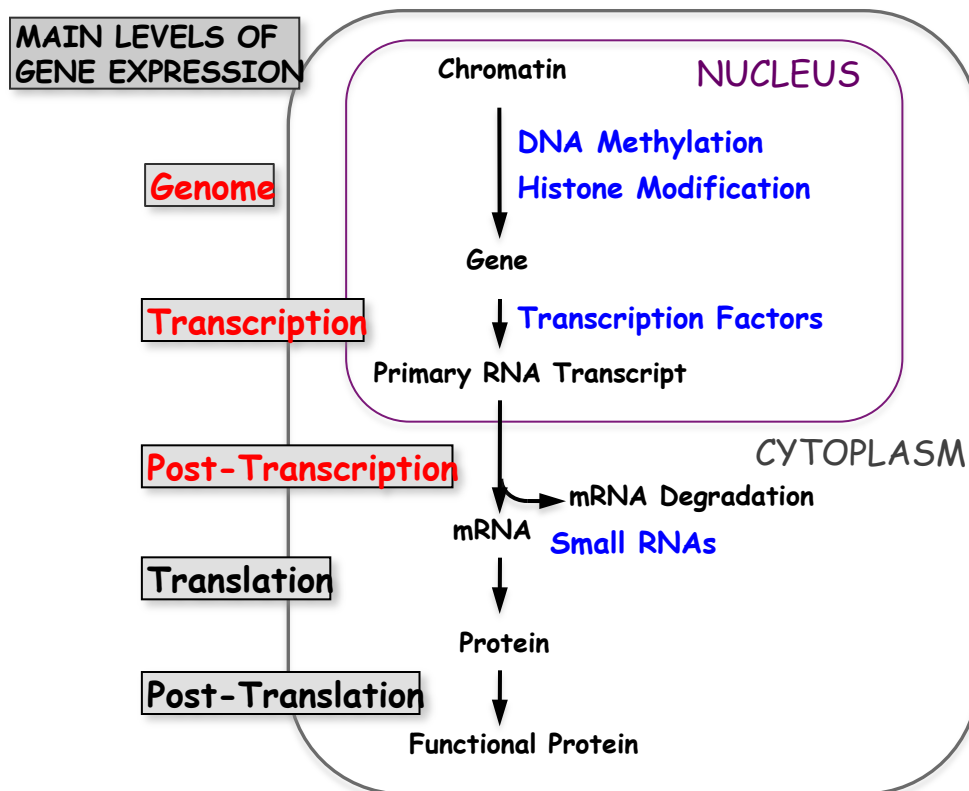 MAIN LEVELS OF
GENE EXPRESSION
Chromatin
NUCLEUS
DNA Methylation
Genome
Histone Modification
Gene
Transcription
Transcription Factors
Primary RNA Transcript
Post-Transcription
CYTOPLASM
mRNA Degradation
mRNA
Small RNAs
Translation
Protein
Post-Translation
Functional Protein